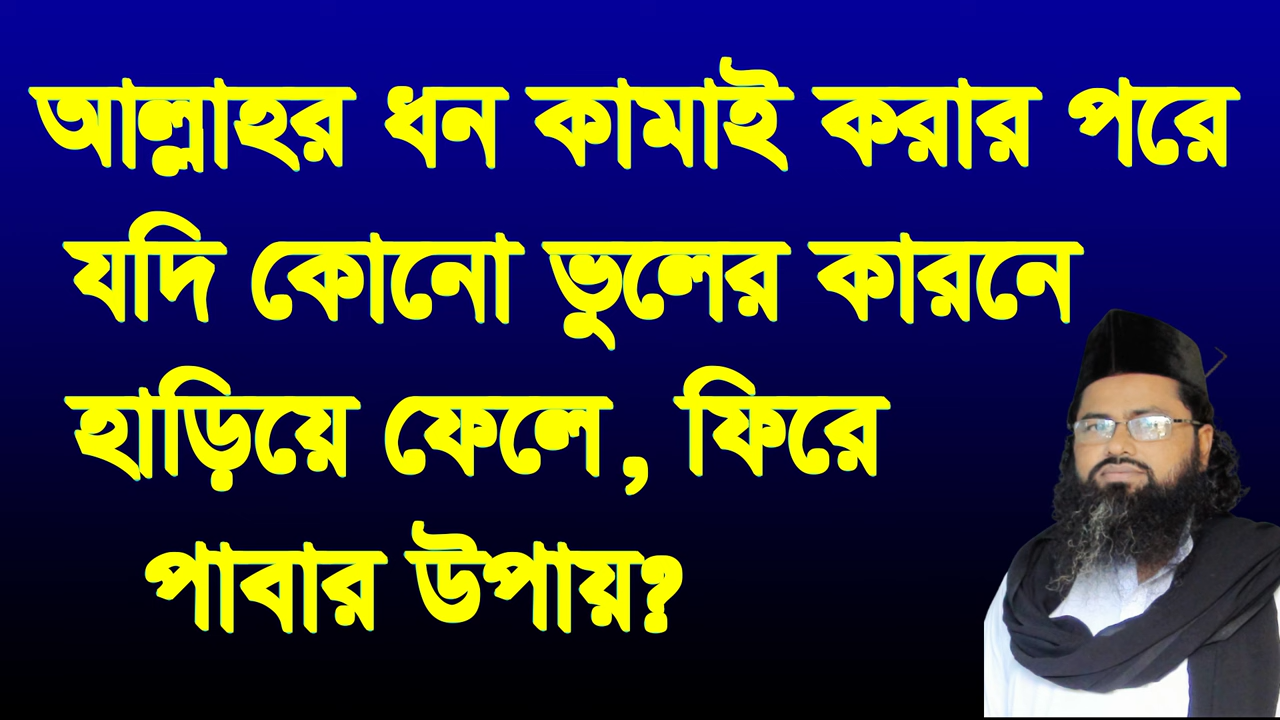 আল্লাহর ধন কামাই করার পরে
যদি কোনো ভুলের কারনে
হাড়িয়ে ফেলে, ফিরে
পাবার উপায়?